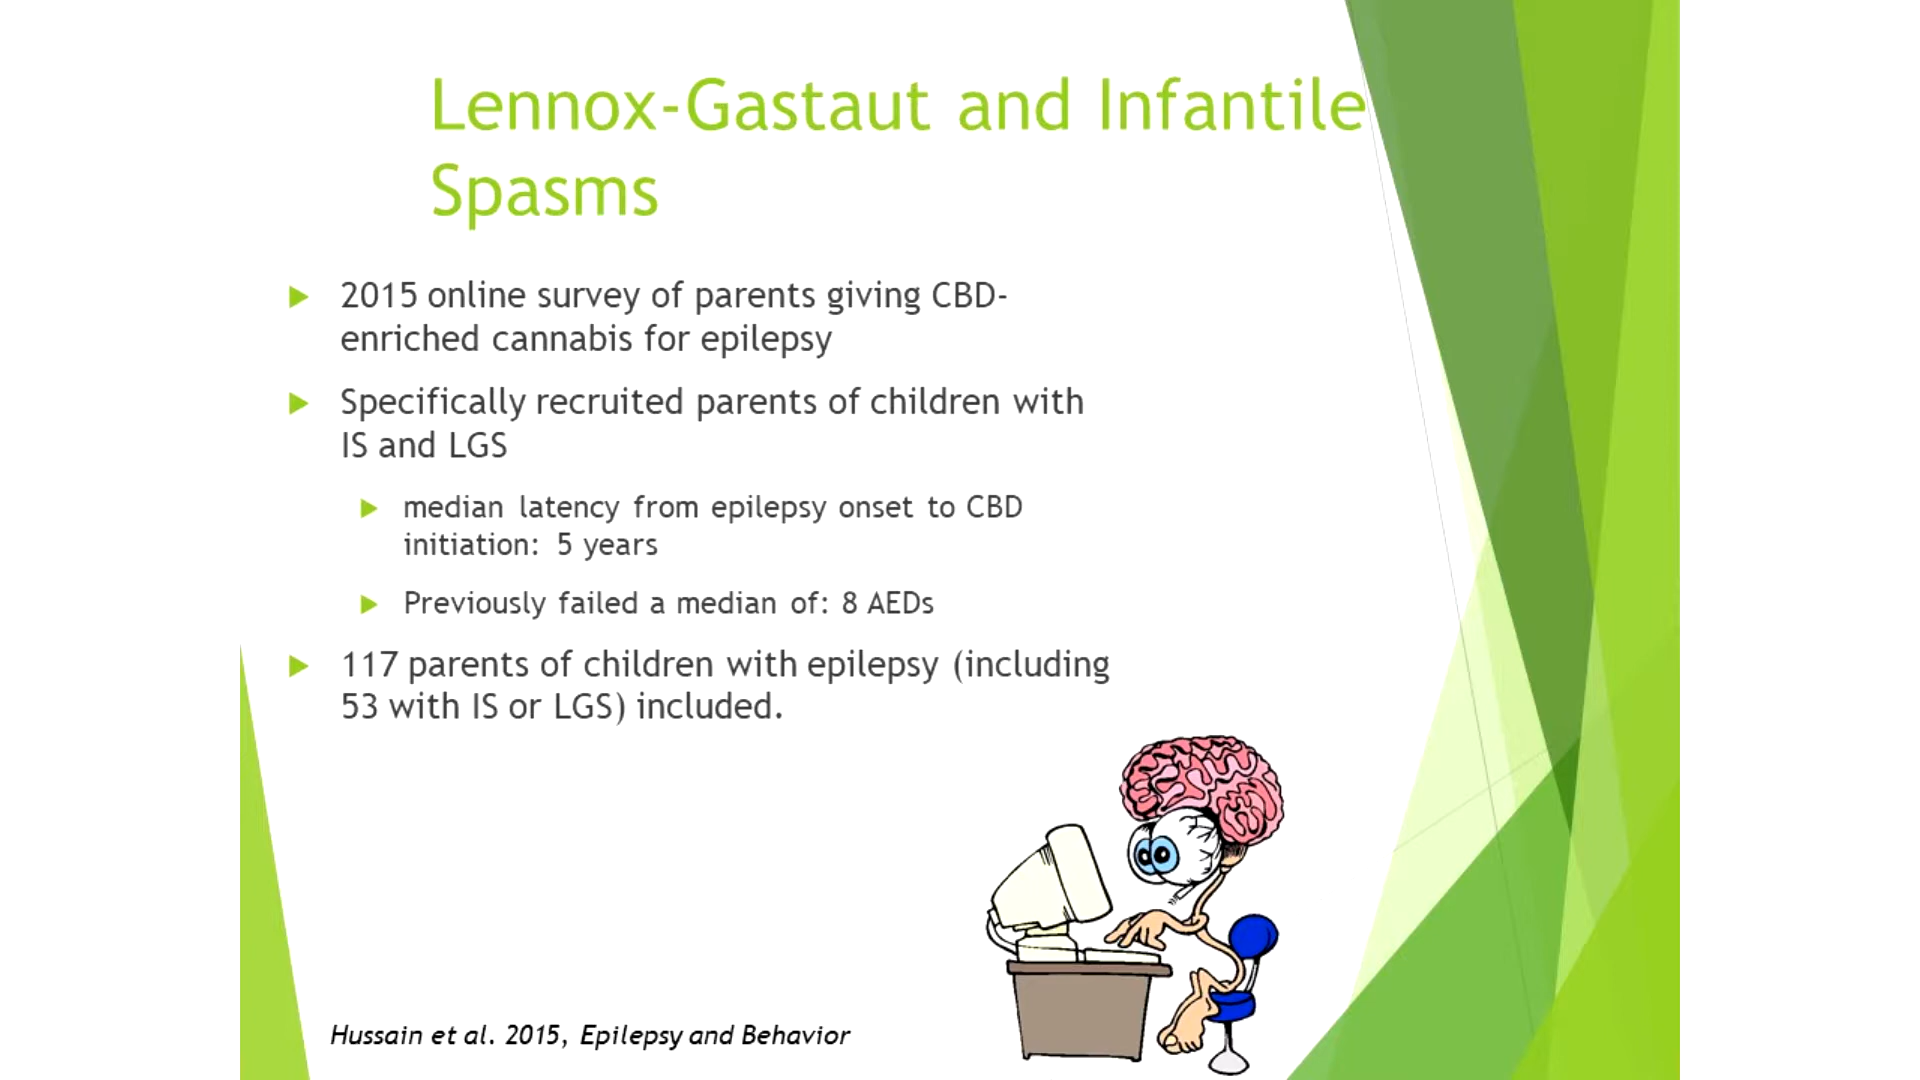 Lennox-Gastaut and Infantile
Spasms
2015 online survey of parents giving CBD-
enriched cannabis for epilepsy
Specifically recruited parents of children with
IS and LGS
median latency from epilepsy onset to CBD
initiation: 5 years
Previously failed a median of: 8 AEDs
117 parents of children with epilepsy (including
53 with IS or LGS) included.
Hussain et al. 2015, Epilepsy and Behavior